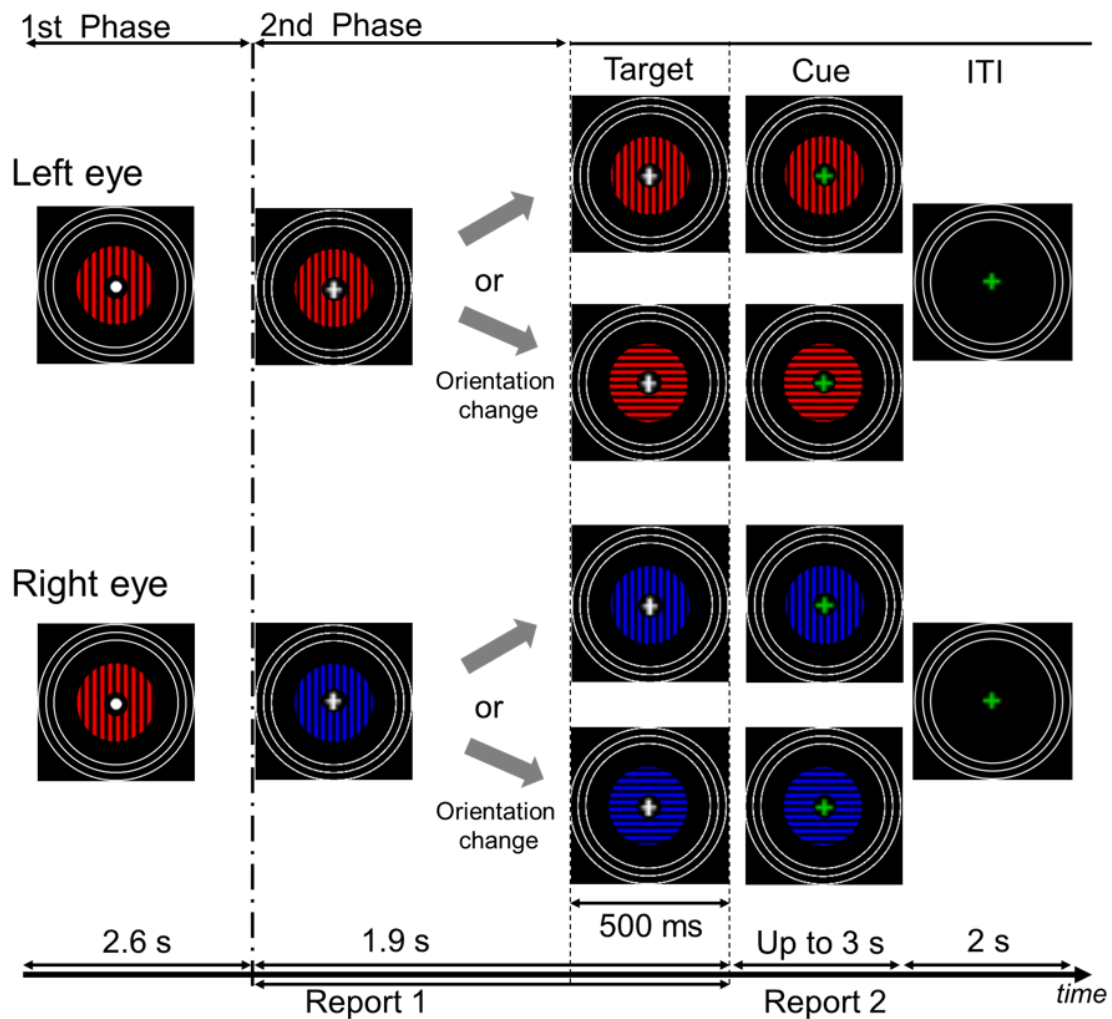 1st Phase
2nd Phase
Target
Cue
ITI
Left eye
or
Orientation
change
Right eye
or
Orientation
change
500 ms
2.6 s
1.9 s
Up to 3 s
2 s
time
Report 1
Report 2